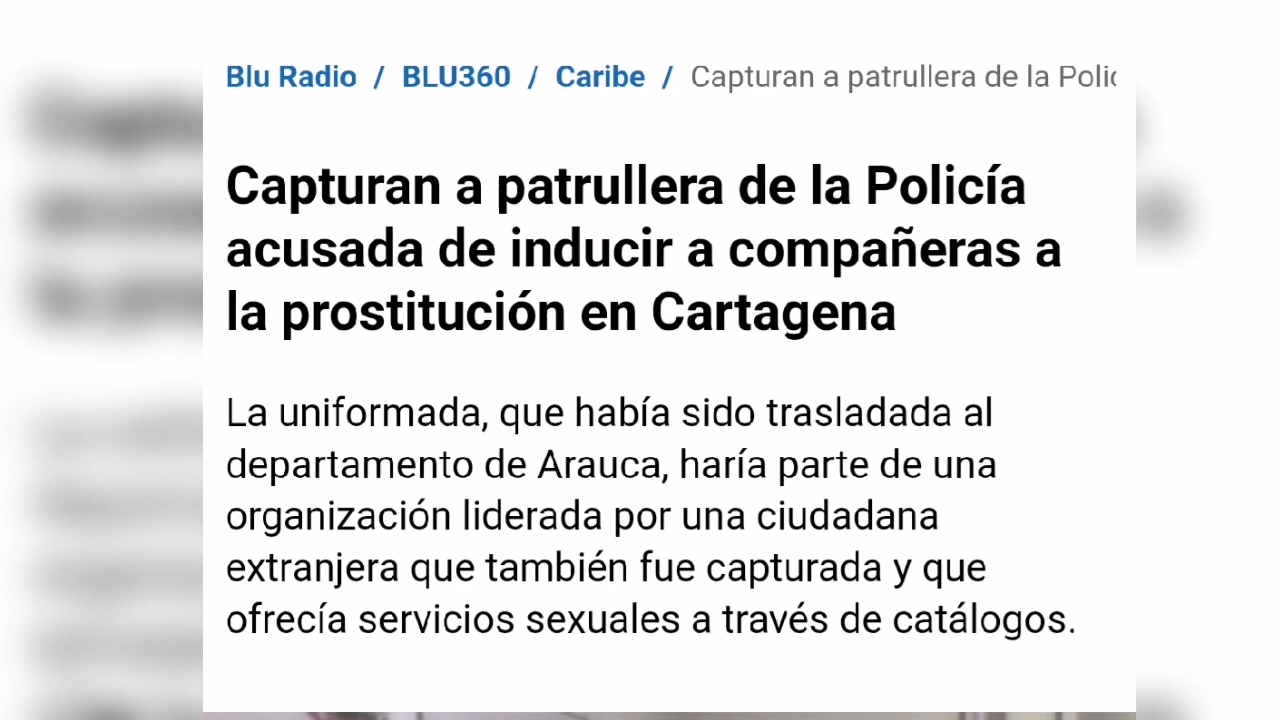 Blu Radio / BLU360 / Caribe / Capturan a patrullera de la Polic
Capturan a patrullera de la Policía
acusada de inducir a compañeras a
la prostitución en Cartagena
La uniformada, que había sido trasladada al
departamento de Arauca, haría parte de una
organización liderada por una ciudadana
extranjera que también fue capturada y que
ofrecía servicios sexuales a través de catálogos.